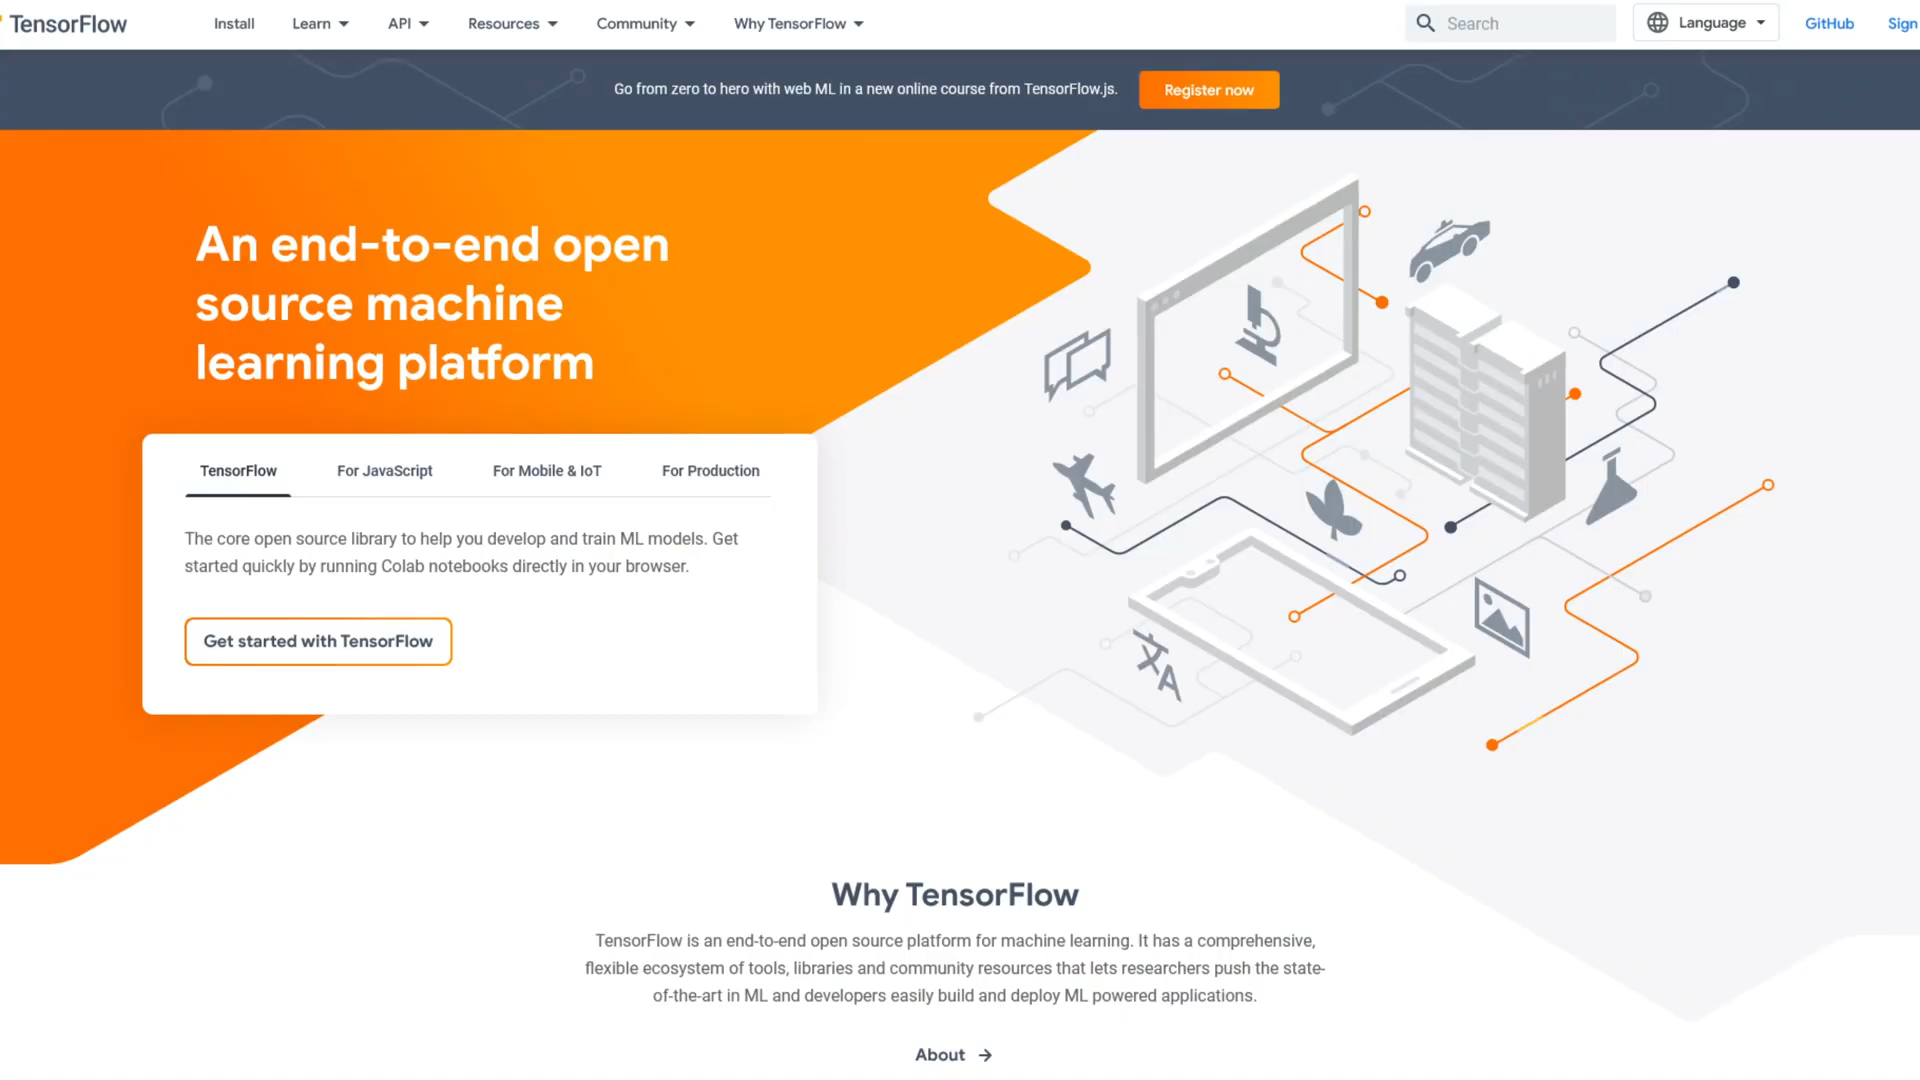 TensorFlow
Install
Learn
API
Resources
Community
Why TensorFlow
Search
Language
GitHub
Sign
Go from zero to hero with web ML in a new online course from TensorFlow.js.
Register now
An end-to-end open
source machine
learning platform
TensorFlow
For JavaScript
For Mobile & IoT
For Production
The core open source library to help you develop and train ML models. Get
started quickly by running Colab notebooks directly in your browser.
Get started with TensorFlow
文A
Why TensorFlow
TensorFlow is an end-to-end open source platform for machine learning. It has a comprehensive,
flexible ecosystem of tools, libraries and community resources that lets researchers push the state-
of-the-art in ML and developers easily build and deploy ML powered applications.
About →